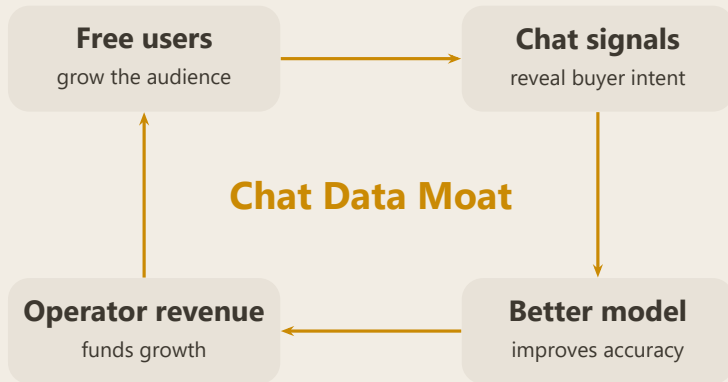 Free users
grow the audience
Chat signals
reveal buyer intent
Chat Data Moat
Operator revenue
funds growth
Better model
improves accuracy